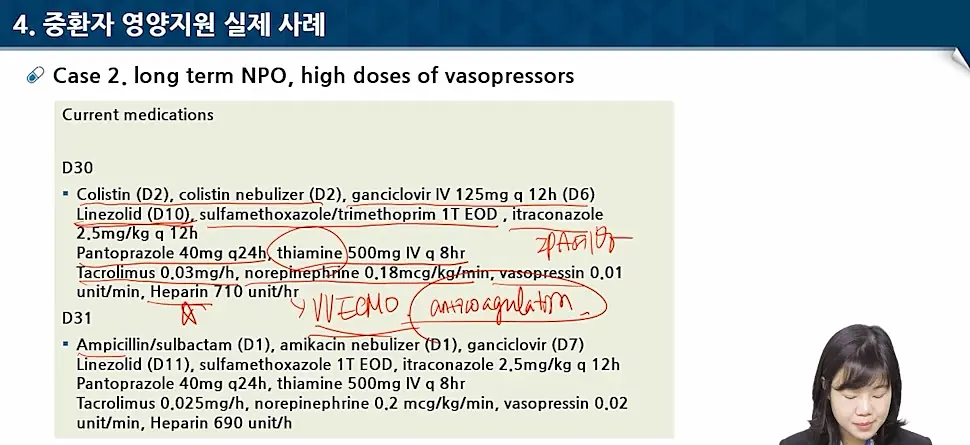 4. 중환자 영양지원 실제 사례
Case 2. long term NPO, high doses of vasopressors
Current medications
D30
Colistin (D2), colistin nebulizer (D2), ganciclovir IV 125mg q 12h (D6)
Linezolid (D10), sulfamethoxazole/trimethoprim 1T EOD , itraconazole
2.5mg/kg q 12h
Pantoprazole 40mg q24h, thiamine 500mg IV q 8hr
Tacrolimus 0.03mg/h, norepinephrine 0.18mcg/kg/min, vasopressin 0.01
unit/min, Heparin 710 unit/hr
VVECMO anticoagulation
D31
Ampicillin/sulbactam (D1), amikacin nebulizer (D1), ganciclovir (D7)
Linezolid (D11), sulfamethoxazole 1T EOD, itraconazole 2.5mg/kg q 12h
Pantoprazole 40mg q24h, thiamine 500mg IV q 8hr
Tacrolimus 0.025mg/h, norepinephrine 0.2 mcg/kg/min, vasopressin 0.02
unit/min, Heparin 690 unit/h